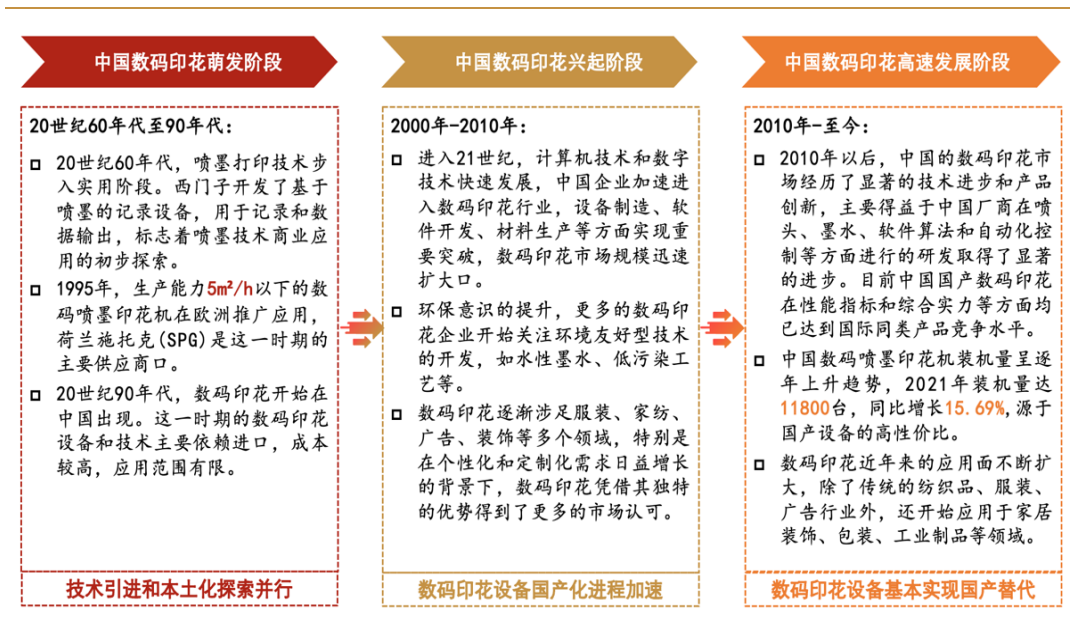 中国数码印花萌发阶段
20世纪60年代至90年代：
20世纪60年代，喷墨打印技术步
入实用阶段。西门子开发了基于
喷墨的记录设备，用于记录和数
据输出，标志着喷墨技术商业应
用的初步探索。
1995年，生产能力5m²/h以下的数
码喷墨印花机在欧洲推广应用，
荷兰施托克(SPG)是这一时期的
主要供应商口。
20世纪90年代，数码印花开始在
中国出现。这一时期的数码印花
设备和技术主要依赖进口，成本
较高，应用范围有限。
技术引进和本土化探索并行
中国数码印花兴起阶段
2000年-2010年：
进入21世纪，计算机技术和数字
技术快速发展，中国企业加速进
入数码印花行业，设备制造、软
件开发、材料生产等方面实现重
要突破，数码印花市场规模迅速
扩大口。
环保意识的提升，更多的数码印
花企业开始关注环境友好型技术
的开发，如水性墨水、低污染工
艺等。
数码印花逐渐涉足服装、家纺、
广告、装饰等多个领域，特别是
在个性化和定制化需求日益增长
的背景下，数码印花凭借其独特
的优势得到了更多的市场认可。
数码印花设备国产化进程加速
中国数码印花高速发展阶段
2010年-至今：
2010年以后，中国的数码印花市
场经历了显著的技术进步和产品
创新，主要得益于中国厂商在喷
头、墨水、软件算法和自动化控
制等方面进行的研发取得了显著
的进步。目前中国国产数码印花
在性能指标和综合实力等方面均
已达到国际同类产品竞争水平。
中国数码喷墨印花机装机量呈逐
年上升趋势，2021年装机量达
11800台，同比增长15.69%,源于
国产设备的高性价比。
数码印花近年来的应用面不断扩
大，除了传统的纺织品、服装、
广告行业外，还开始应用于家居
装饰、包装、工业制品等领域。
数码印花设备基本实现国产替代